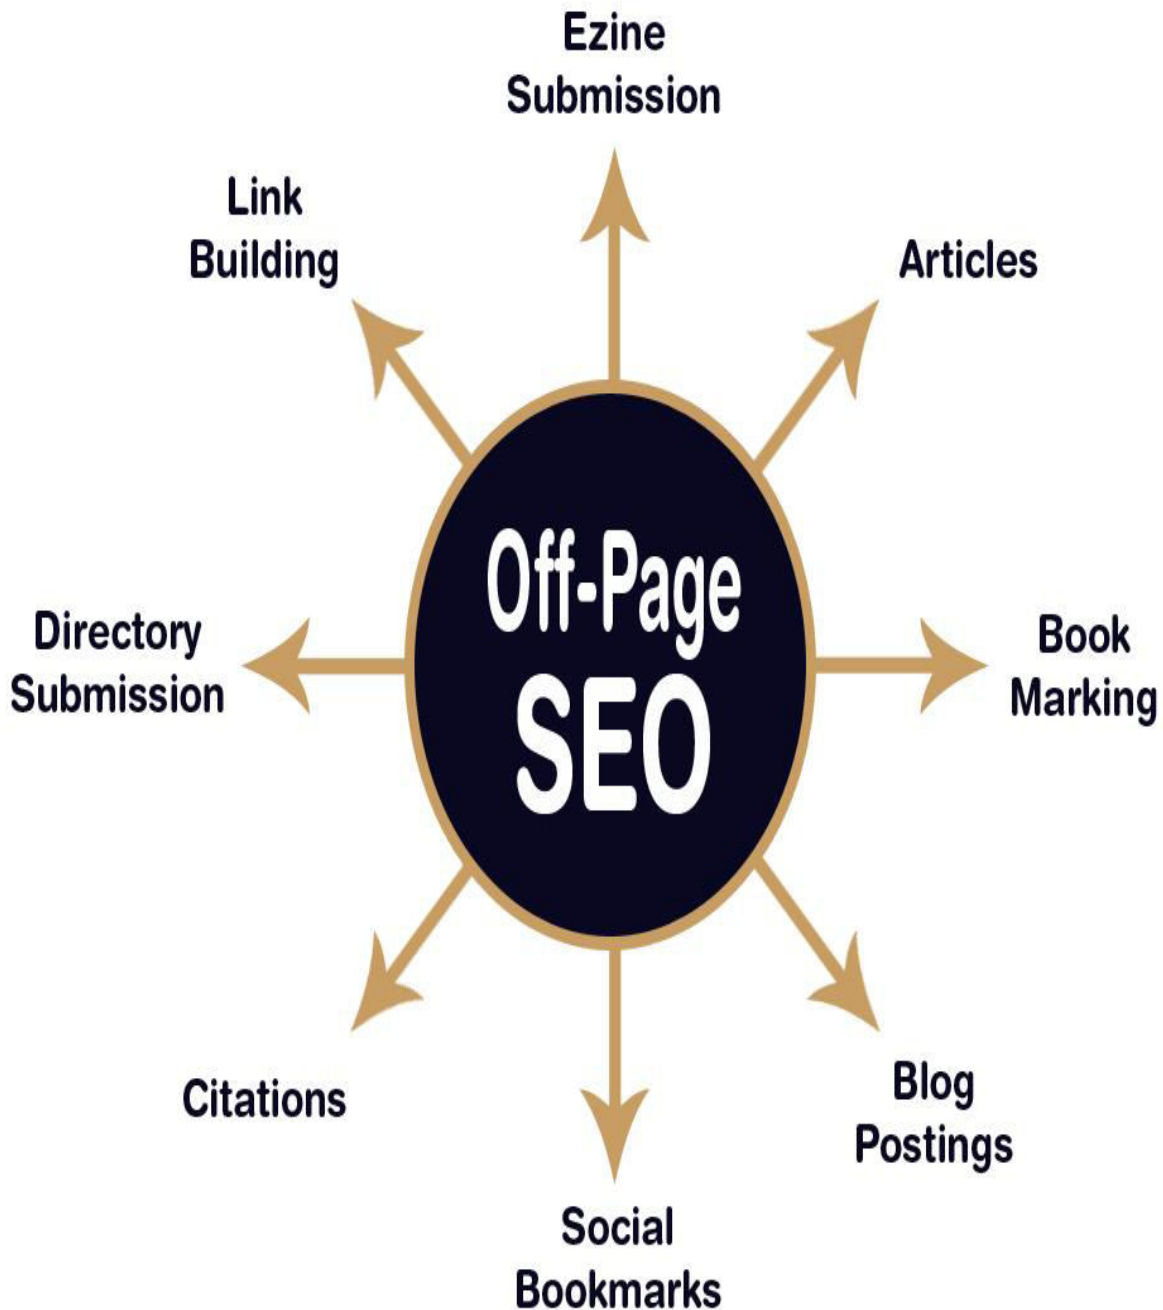 Ezine
Submission
Link
Building
Articles
Off-Page
SEO
Directory
Submission
Book
Marking
Citations
Blog
Postings
Social
Bookmarks